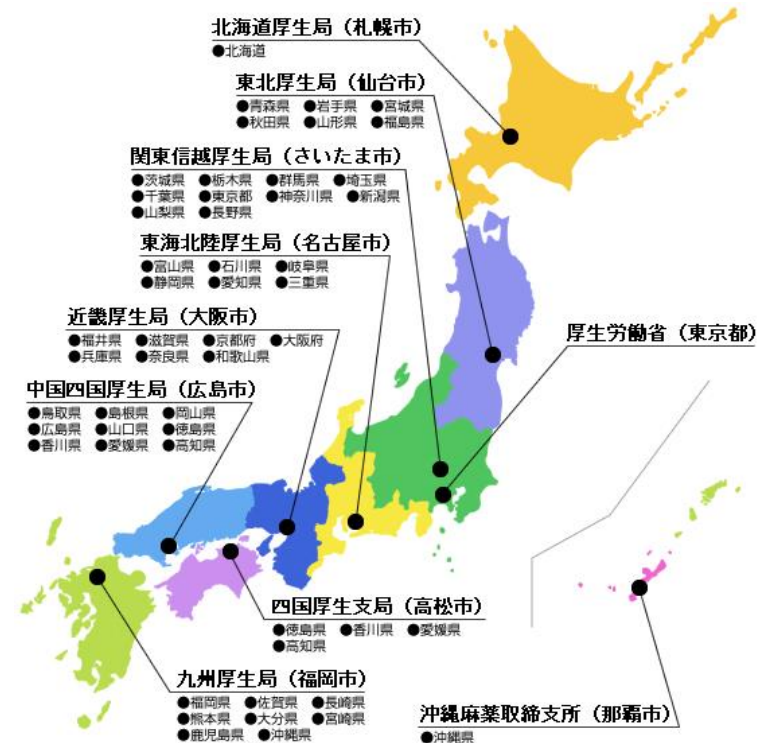 北海道厚生局（札幌市）
●北海道
東北厚生局（仙台市）
●青森県 ●岩手県 ●宮城県
●秋田県 ●山形県 ●福島県
関東信越厚生局（さいたま市）
●茨城県 ●栃木県 ●群馬県 ●埼玉県
●千葉県 ●東京都 ●神奈川県 ●新潟県
●山梨県 ●長野県
東海北陸厚生局（名古屋市）
●富山県 ●石川県 ●岐阜県
●静岡県 ●愛知県 ●三重県
近畿厚生局（大阪市）
●福井県 ●滋賀県 ●京都府 ●大阪府
●兵庫県 ●奈良県 ●和歌山県
厚生労働省（東京都）
中国四国厚生局（広島市）
●鳥取県 ●島根県 ●岡山県
●広島県 ●山口県 ●徳島県
●香川県 ●愛媛県 ●高知県
四国厚生支局（高松市）
●徳島県 ●香川県 ●愛媛県
●高知県
九州厚生局（福岡市）
●福岡県 ●佐賀県 ●長崎県
●熊本県 ●大分県 ●宮崎県
●鹿児島県 ●沖縄県
沖縄麻薬取締支所（那覇市）
●沖縄県